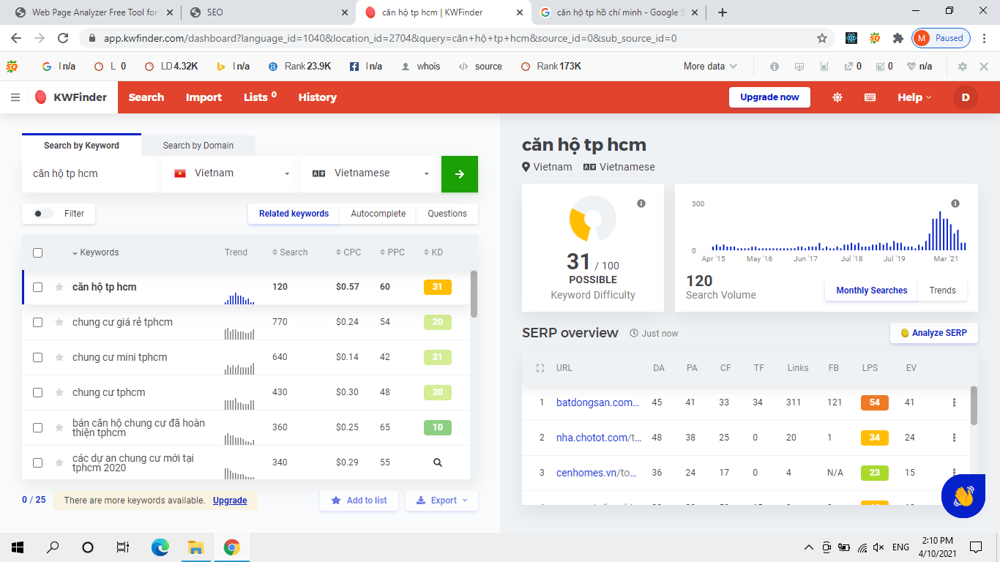 Web Page Analyzer Free Tool for
SEO
căn hộ tp hcm | KWFinder
căn hộ tp hồ chí minh - Google S
app.kwfinder.com/dashboard?language_id=1040&location_id=2704&query=căn+hộ+tp+hcm&source_id=0&sub_source_id=0
M Paused
I n/a
L 0
LD 4.32K
I n/a
Rank 23.9K
I n/a
whois
source
Rank 173K
More data
0
0
n/a
KWFinder
Search
Import
Lists 0
History
Upgrade now
Help
D
Search by Keyword
Search by Domain
căn hộ tp hcm
Vietnam
Vietnamese
Filter
Related keywords
Autocomplete
Questions
Keywords Trend Search CPC PPC KD
căn hộ tp hcm 120 $0.57 60 31
chung cư giá rẻ tphcm 770 $0.24 54 20
chung cư mini tphcm 640 $0.14 42 21
chung cư tphcm 430 $0.30 48 20
bán căn hộ chung cư đã hoàn
thiện tphcm 360 $0.25 65 10
các dự an chung cư mới tại
tphcm 2020 340 $0.29 55
0 / 25
There are more keywords available. Upgrade
Add to list
Export
căn hộ tp hcm
Vietnam
Vietnamese
31 / 100
POSSIBLE
Keyword Difficulty
300
0
Apr '15 May '16 Jun '17 Jul '18 Jul '19 Mar '21
120
Search Volume
Monthly Searches
Trends
SERP overview
Just now
Analyze SERP
URL DA PA CF TF Links FB LPS EV
1 batdongsan.com... 45 41 33 34 311 121 54 41
2 nha.chotot.com/t... 48 38 25 0 20 1 34 24
3 cenhomes.vn/to... 36 24 17 0 4 N/A 23 15
ENG
2:10 PM
4/10/2021